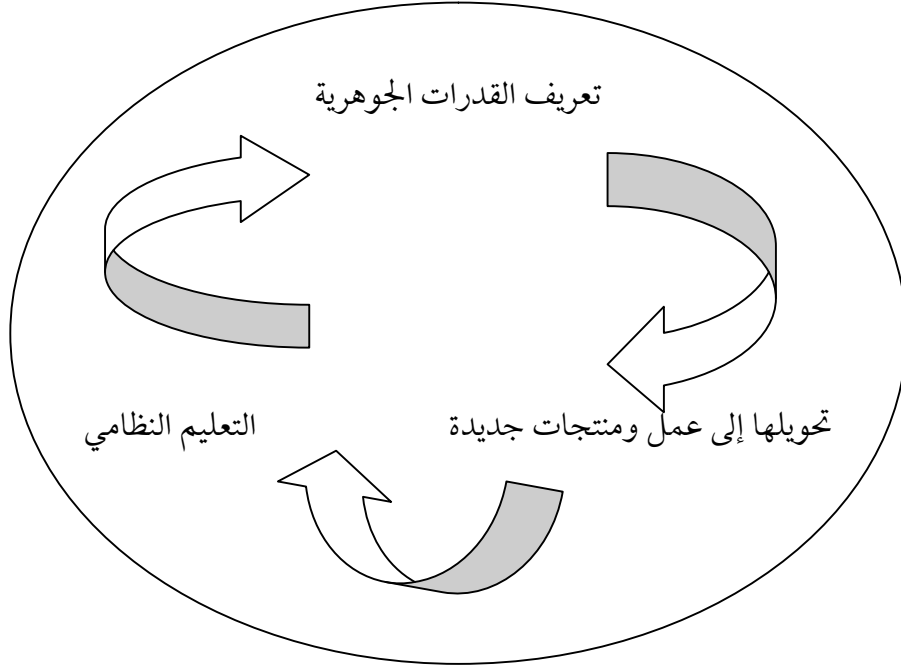 تعريف القدرات الجوهرية
تحويلها إلى عمل ومنتجات جديدة
التعليم النظامي